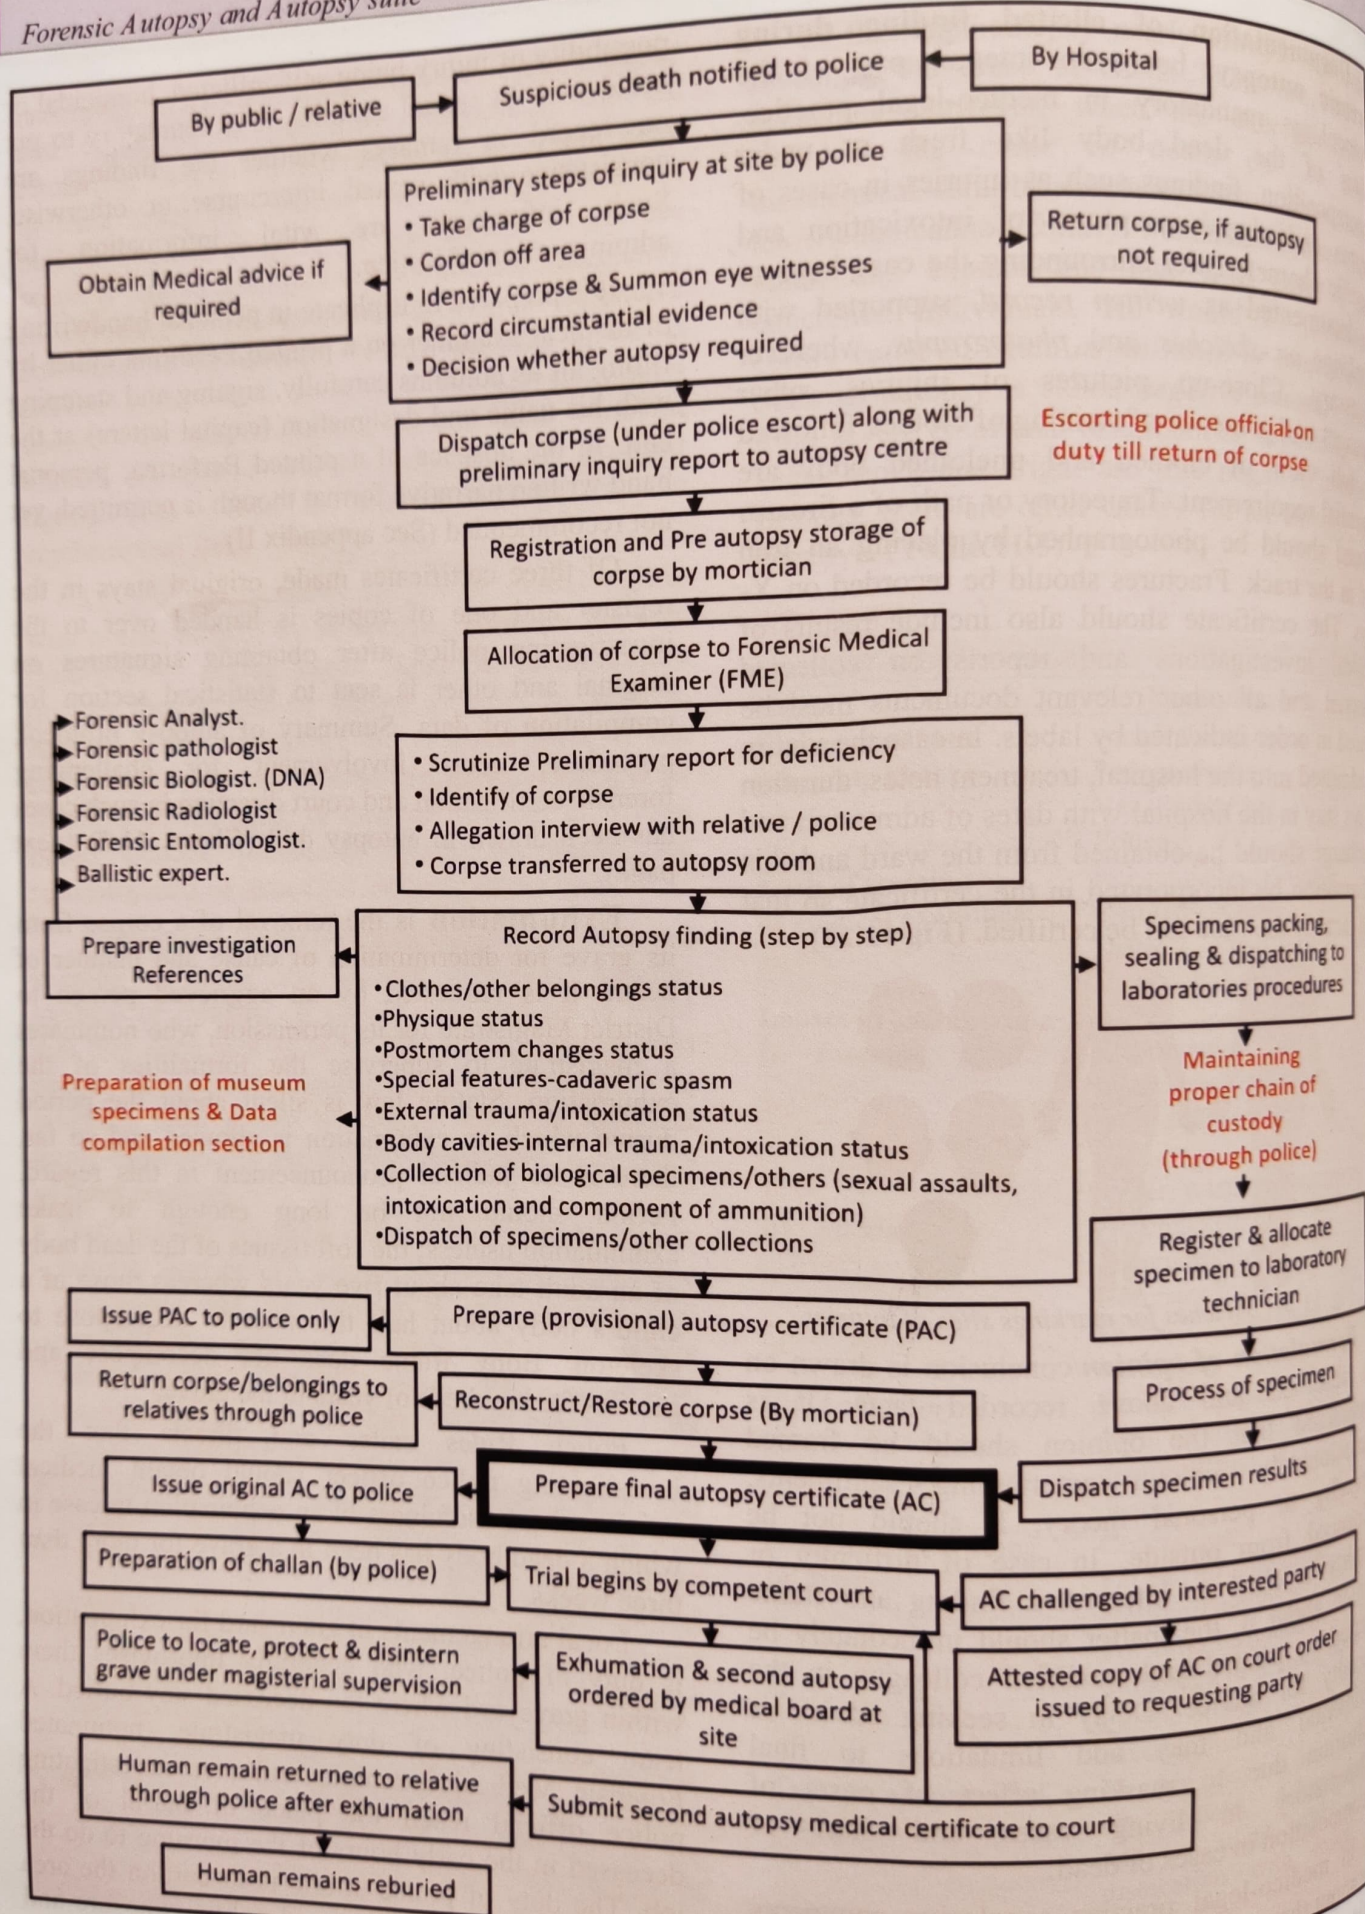 Forensic Autopsy and Autopsy suite
By public / relative
Suspicious death notified to police
By Hospital
Preliminary steps of inquiry at site by police
• Take charge of corpse
• Cordon off area
• Identify corpse & Summon eye witnesses
• Record circumstantial evidence
• Decision whether autopsy required
Obtain Medical advice if
required
Return corpse, if autopsy
not required
Dispatch corpse (under police escort) along with
preliminary inquiry report to autopsy centre
Escorting police official on
duty till return of corpse
Registration and Pre autopsy storage of
corpse by mortician
Allocation of corpse to Forensic Medical
Examiner (FME)
• Scrutinize Preliminary report for deficiency
• Identify of corpse
• Allegation interview with relative / police
• Corpse transferred to autopsy room
Forensic Analyst.
Forensic pathologist
Forensic Biologist. (DNA)
Forensic Radiologist
Forensic Entomologist.
Ballistic expert.
Prepare investigation
References
Record Autopsy finding (step by step)
•Clothes/other belongings status
•Physique status
•Postmortem changes status
•Special features-cadaveric spasm
•External trauma/intoxication status
•Body cavities-internal trauma/intoxication status
•Collection of biological specimens/others (sexual assaults,
intoxication and component of ammunition)
•Dispatch of specimens/other collections
Preparation of museum
specimens & Data
compilation section
Specimens packing,
sealing & dispatching to
laboratories procedures
Maintaining
proper chain of
custody
(through police)
Register & allocate
specimen to laboratory
technician
Process of specimen
Dispatch specimen results
Issue PAC to police only
Prepare (provisional) autopsy certificate (PAC)
Return corpse/belongings to
relatives through police
Reconstruct/Restore corpse (By mortician)
Issue original AC to police
Prepare final autopsy certificate (AC)
Preparation of challan (by police)
Trial begins by competent court
AC challenged by interested party
Attested copy of AC on court order
issued to requesting party
Police to locate, protect & disintern
grave under magisterial supervision
Exhumation & second autopsy
ordered by medical board at
site
Human remain returned to relative
through police after exhumation
Submit second autopsy medical certificate to court
Human remains reburied